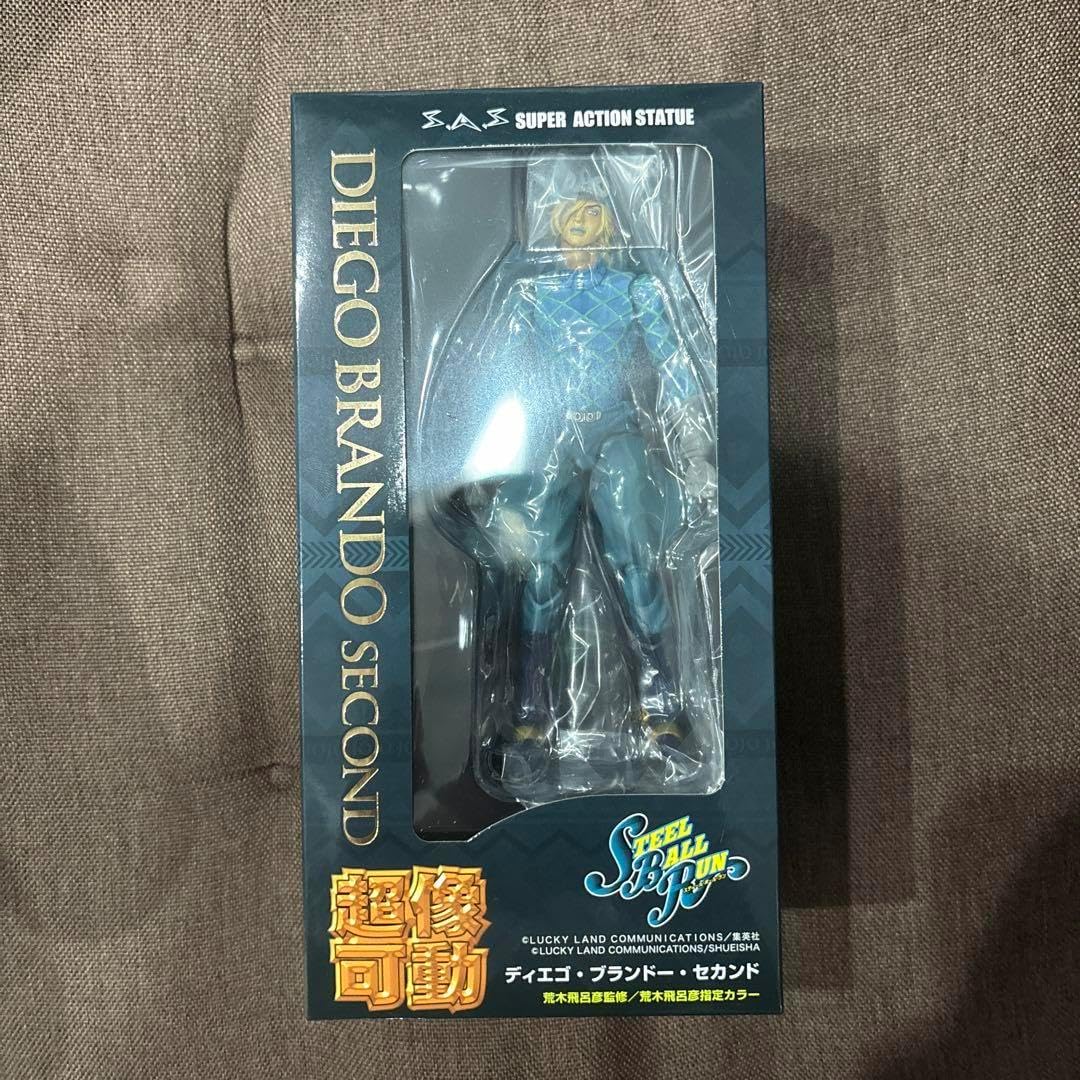 S.A.S SUPER ACTION STATUE
DIEGO BRANDO SECOND
STEEL
BALL
RUN
超像
可動
©LUCKY LAND COMMUNICATIONS/集英社
©LUCKY LAND COMMUNICATIONS/SHUEISHA
ディエゴ・ブランドー・セカンド
荒木飛呂彦監修/荒木飛呂彦指定カラー